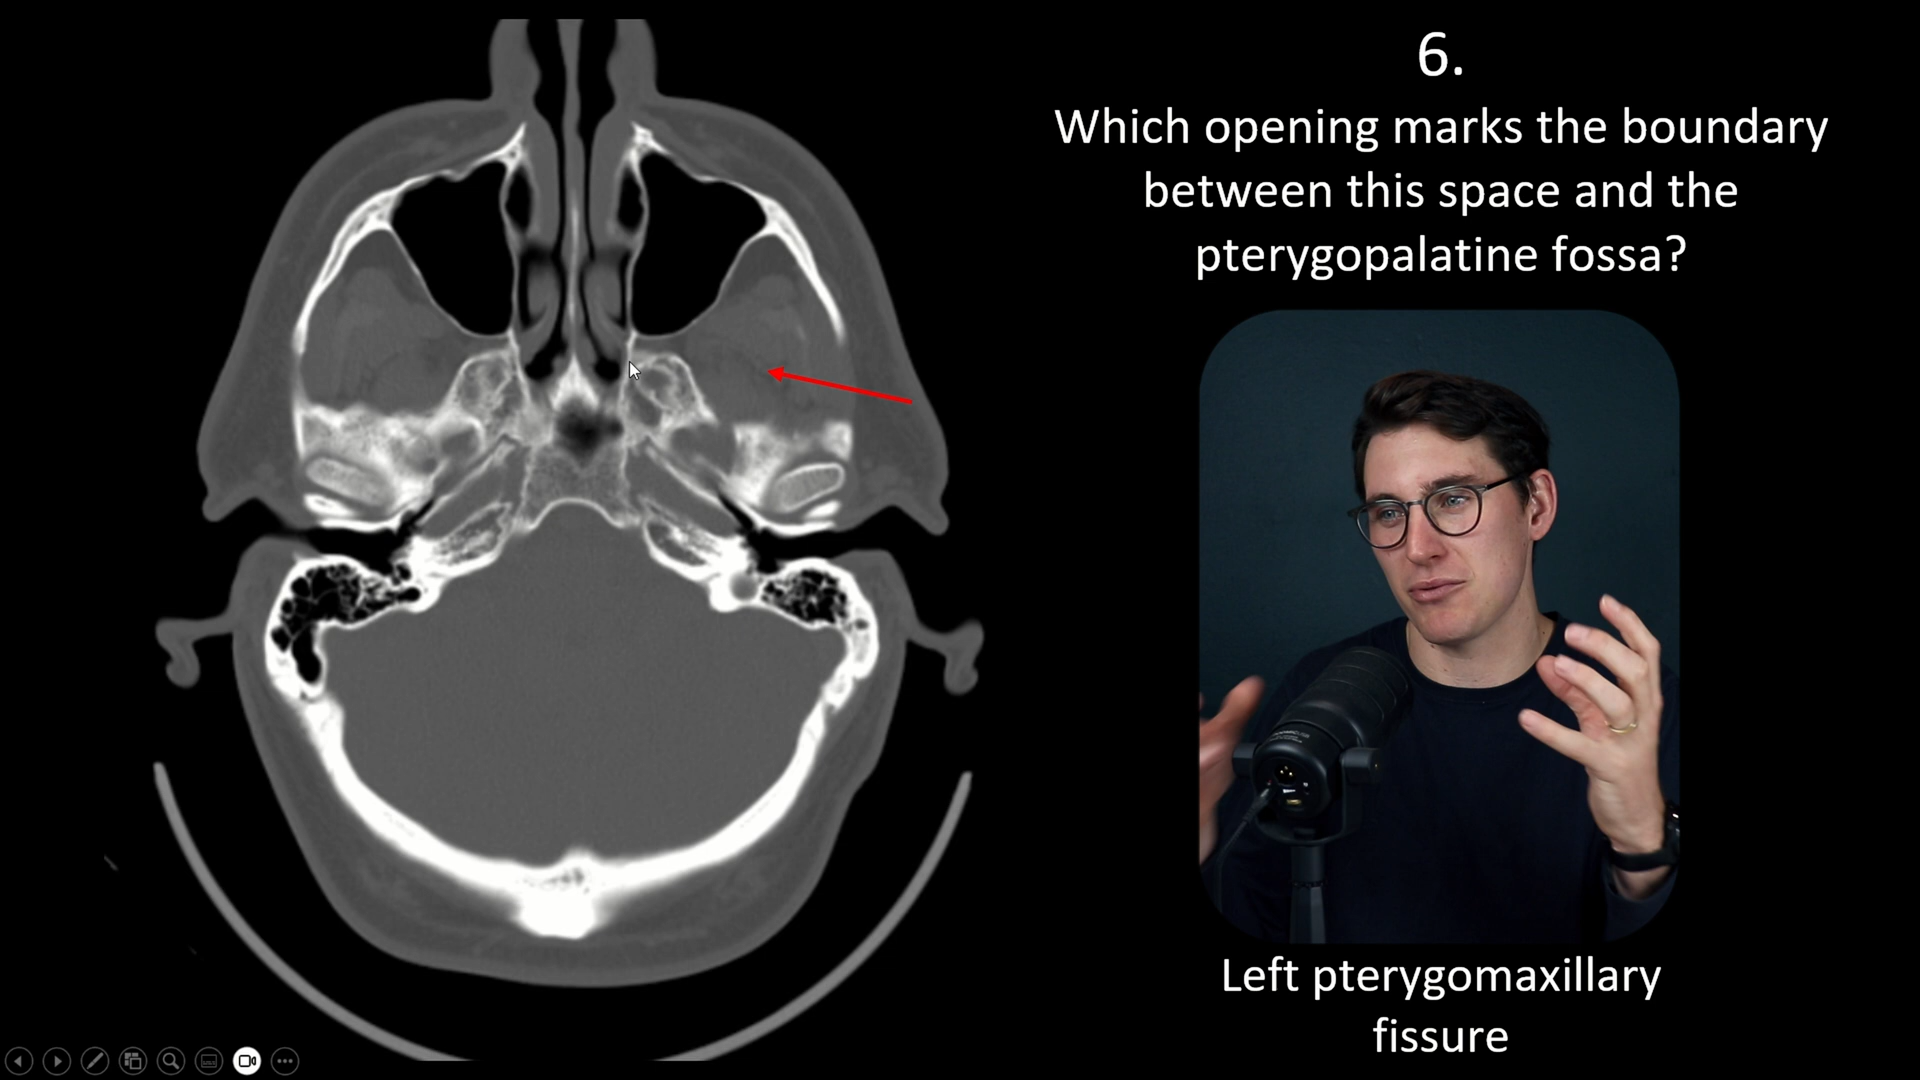 6.
Which opening marks the boundary
between this space and the
pterygopalatine fossa?
Left pterygomaxillary
fissure